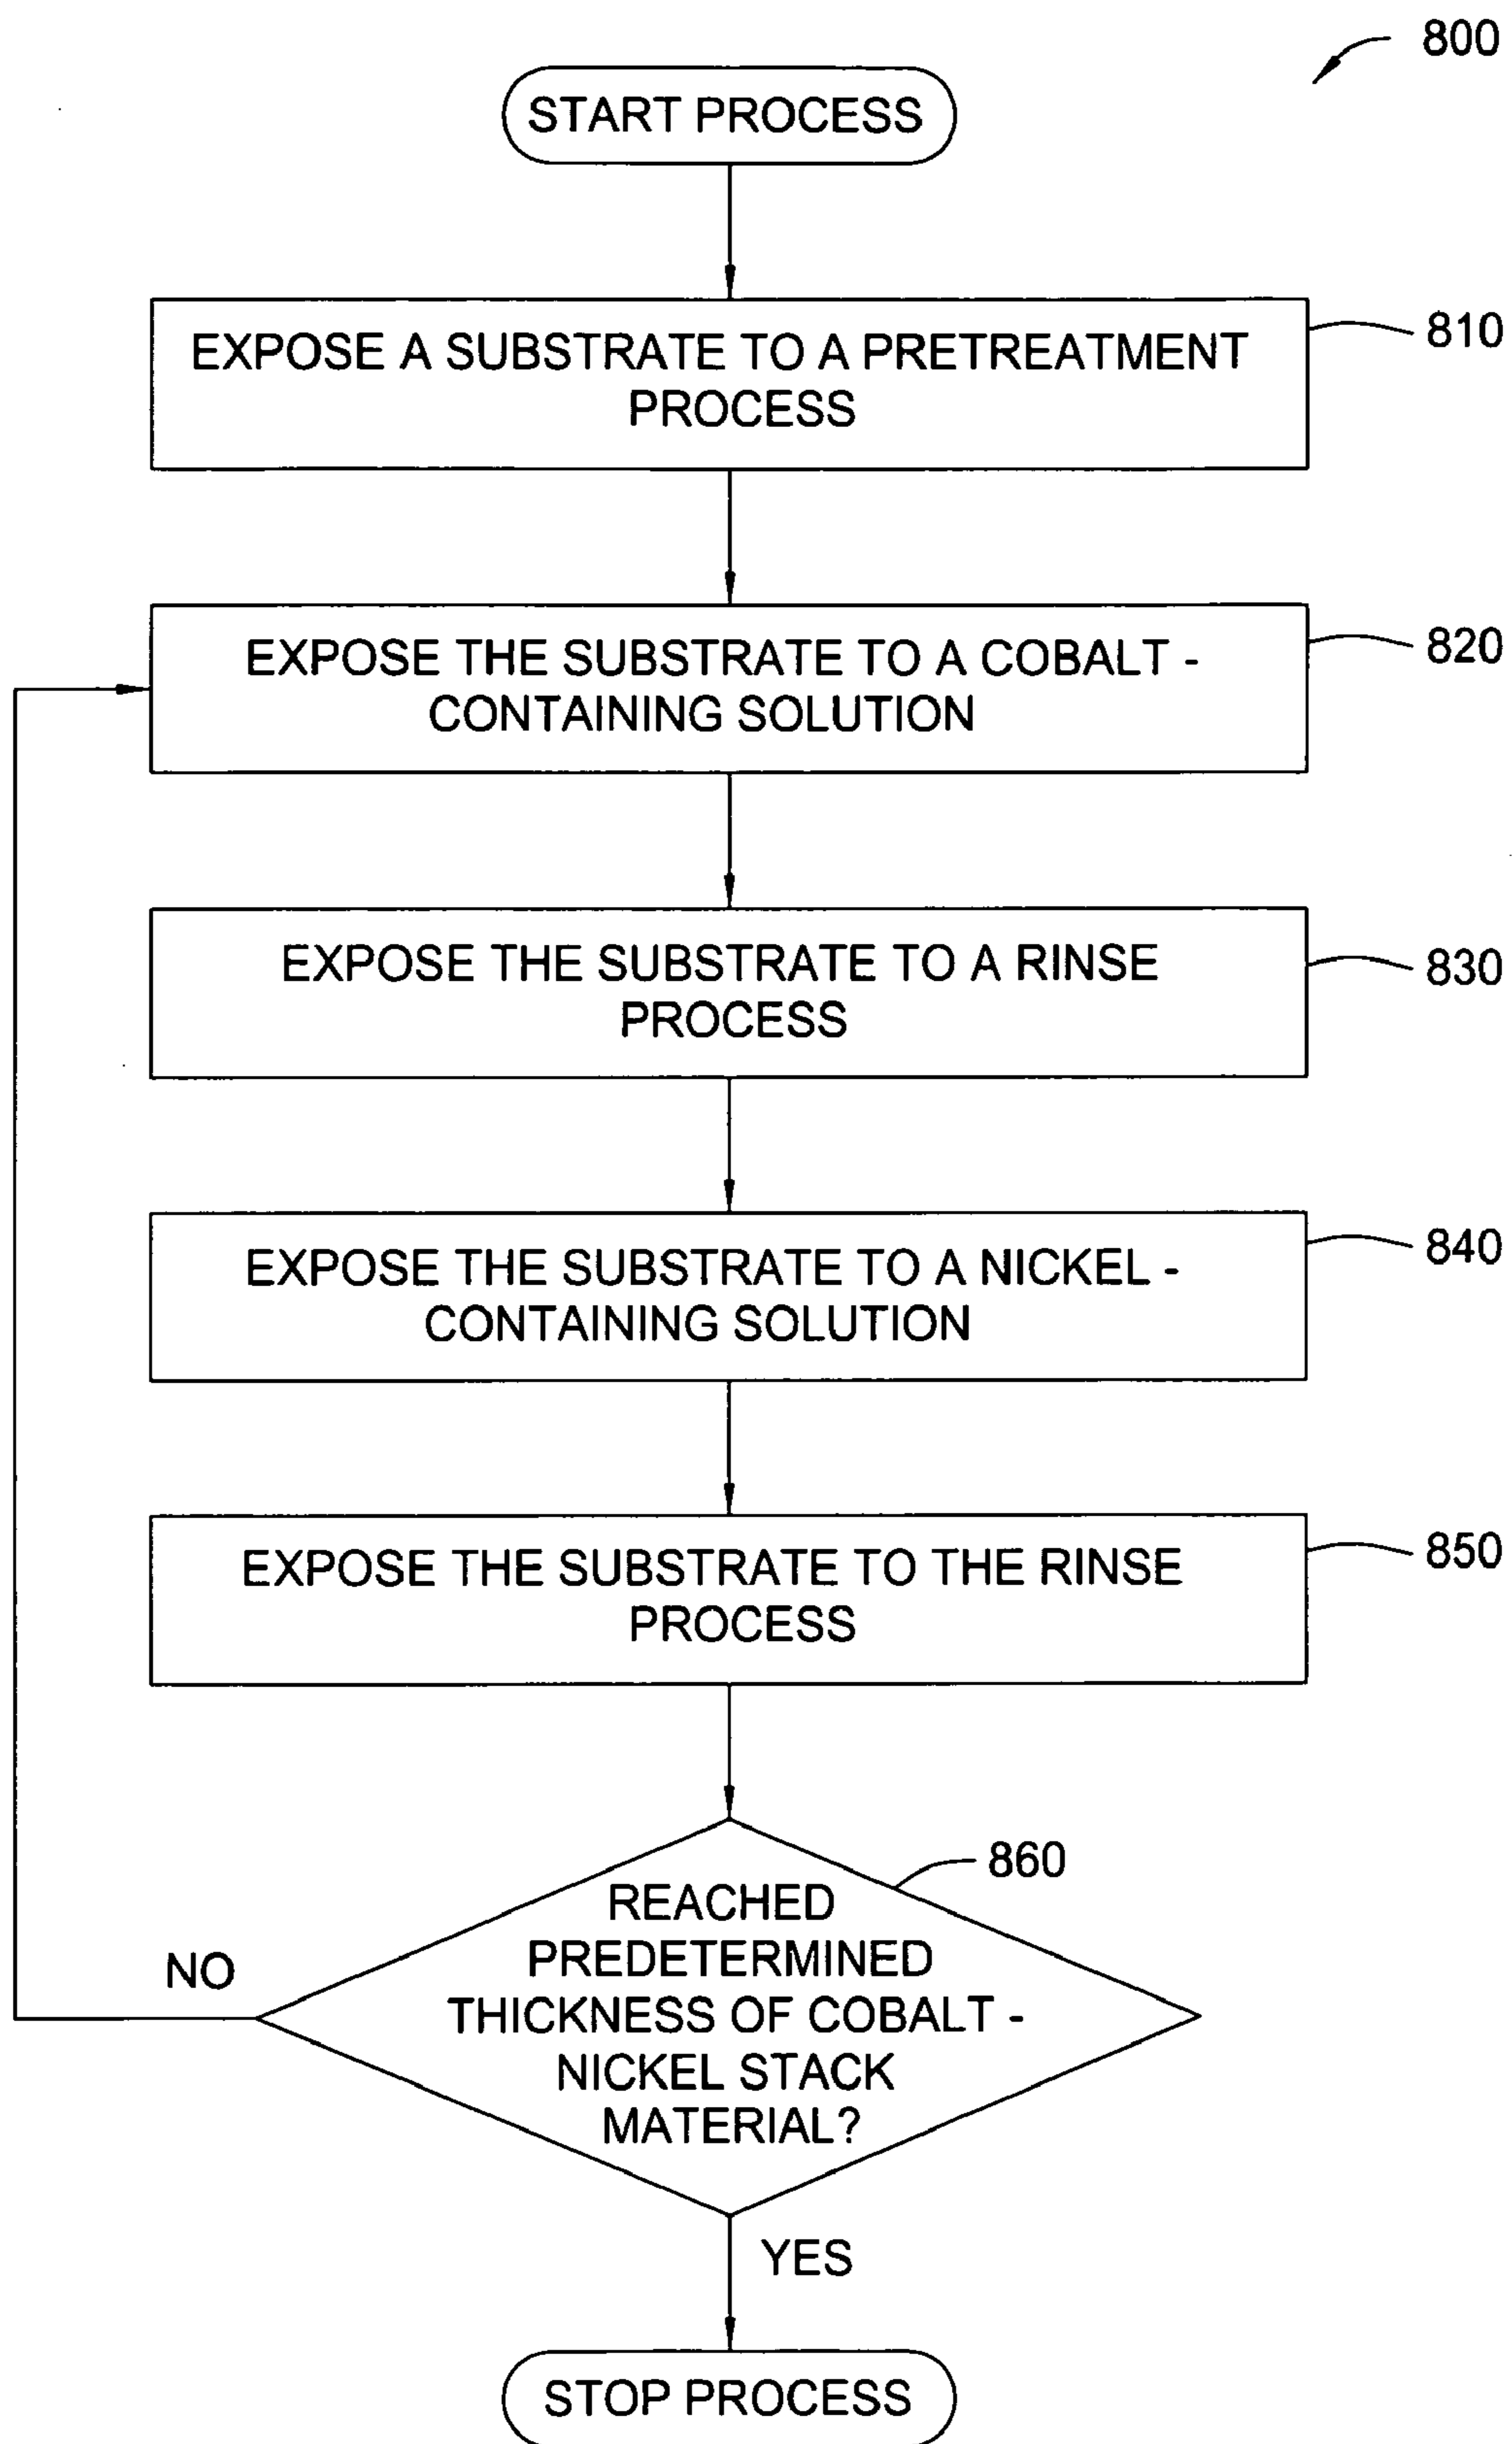 800
START PROCESS
EXPOSE A SUBSTRATE TO A PRETREATMENT
PROCESS
810
EXPOSE THE SUBSTRATE TO A COBALT -
CONTAINING SOLUTION
820
EXPOSE THE SUBSTRATE TO A RINSE
PROCESS
830
EXPOSE THE SUBSTRATE TO A NICKEL -
CONTAINING SOLUTION
840
EXPOSE THE SUBSTRATE TO THE RINSE
PROCESS
850
860
REACHED
PREDETERMINED
THICKNESS OF COBALT -
NICKEL STACK
MATERIAL?
NO
YES
STOP PROCESS